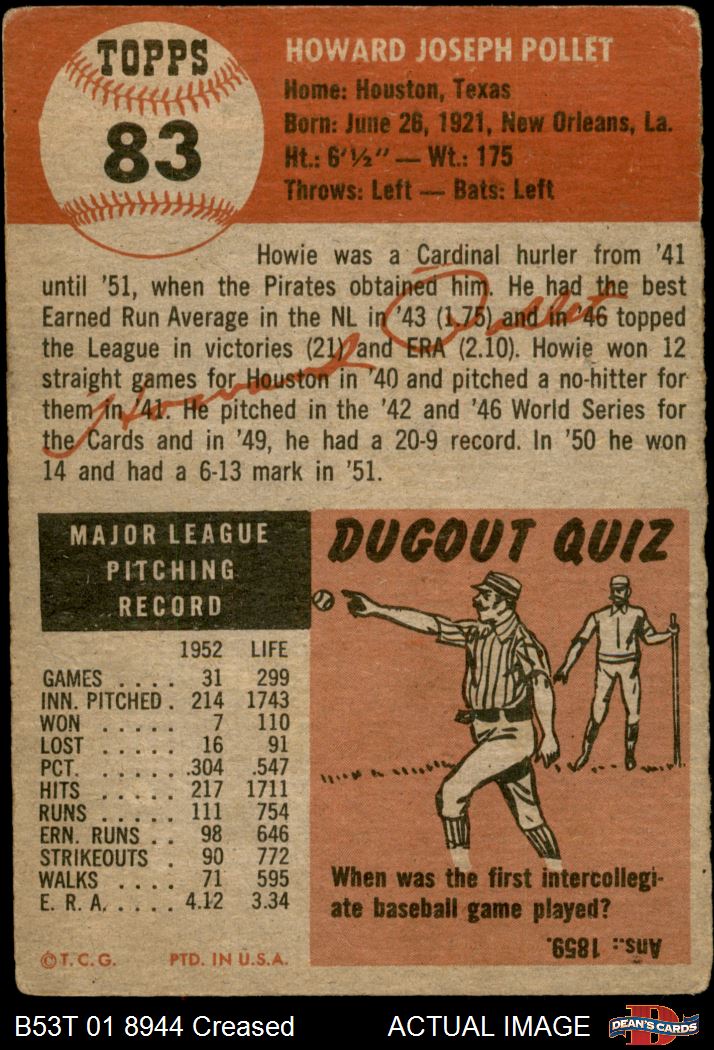 TOPPS
83
HOWARD JOSEPH POLLET
Home: Houston, Texas
Born: June 26, 1921, New Orleans, La.
Ht.: 6'½" — Wt.: 175
Throws: Left — Bats: Left
Howie was a Cardinal hurler from '41
until '51, when the Pirates obtained him. He had the best
Earned Run Average in the NL in '43 (1.75) and in '46 topped
the League in victories (21) and ERA (2.10). Howie won 12
straight games for Houston in '40 and pitched a no-hitter for
them in '41. He pitched in the '42 and '46 World Series for
the Cards and in '49, he had a 20-9 record. In '50 he won
14 and had a 6-13 mark in '51.
Howard Pollet
MAJOR LEAGUE
PITCHING
RECORD
1952 LIFE
GAMES . . . . 31 299
INN. PITCHED . 214 1743
WON . . . . . 7 110
LOST . . . . . 16 91
PCT. . . . . . .304 .547
HITS . . . . . 217 1711
RUNS . . . . . 111 754
ERN. RUNS . . 98 646
STRIKEOUTS . 90 772
WALKS . . . . 71 595
E. R. A. . . . . 4.12 3.34
©T.C.G. PTD. IN U.S.A.
DUGOUT QUIZ
When was the first intercollegi-
ate baseball game played?
Ans.: 1859.
B53T 01 8944 Creased ACTUAL IMAGE
D
DEAN'S CARDS